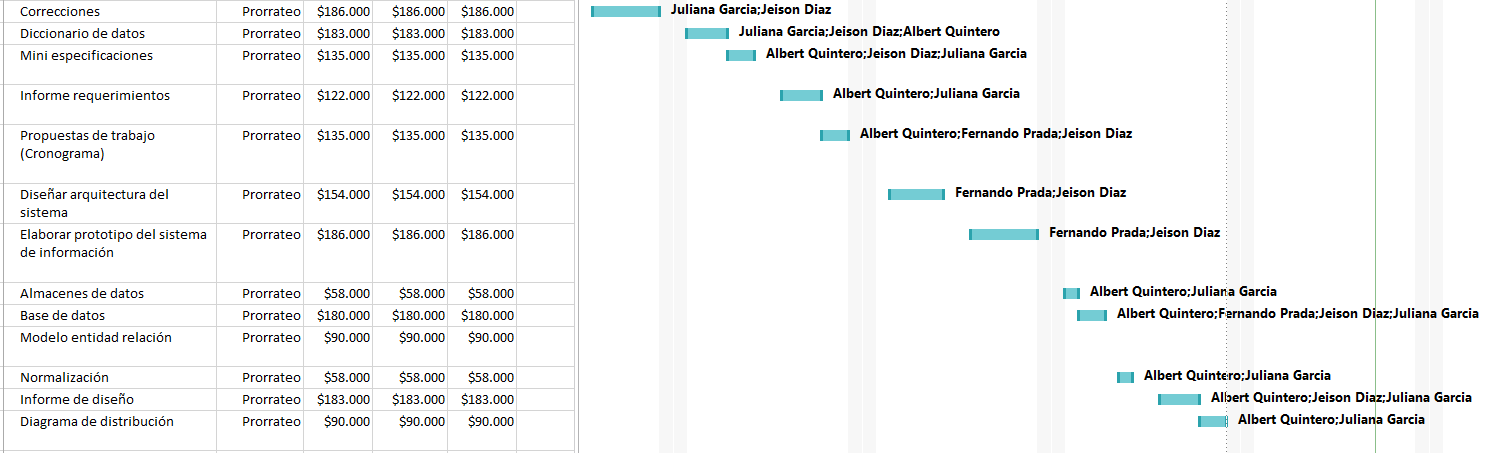 Correcciones Prorrateo $186.000 $186.000 $186.000 Juliana Garcia;Jeison Diaz
Diccionario de datos Prorrateo $183.000 $183.000 $183.000 Juliana Garcia;Jeison Diaz;Albert Quintero
Mini especificaciones Prorrateo $135.000 $135.000 $135.000 Albert Quintero;Jeison Diaz;Juliana Garcia
Informe requerimientos Prorrateo $122.000 $122.000 $122.000 Albert Quintero;Juliana Garcia
Propuestas de trabajo Prorrateo $135.000 $135.000 $135.000 Albert Quintero;Fernando Prada;Jeison Diaz
(Cronograma)
Diseñar arquitectura del Prorrateo $154.000 $154.000 $154.000 Fernando Prada;Jeison Diaz
sistema
Elaborar prototipo del sistema Prorrateo $186.000 $186.000 $186.000 Fernando Prada;Jeison Diaz
de información
Almacenes de datos Prorrateo $58.000 $58.000 $58.000 Albert Quintero;Juliana Garcia
Base de datos Prorrateo $180.000 $180.000 $180.000 Albert Quintero;Fernando Prada;Jeison Diaz;Juliana Garcia
Modelo entidad relación Prorrateo $90.000 $90.000 $90.000
Normalización Prorrateo $58.000 $58.000 $58.000 Albert Quintero;Juliana Garcia
Informe de diseño Prorrateo $183.000 $183.000 $183.000 Albert Quintero;Jeison Diaz;Juliana Garcia
Diagrama de distribución Prorrateo $90.000 $90.000 $90.000 Albert Quintero;Juliana Garcia